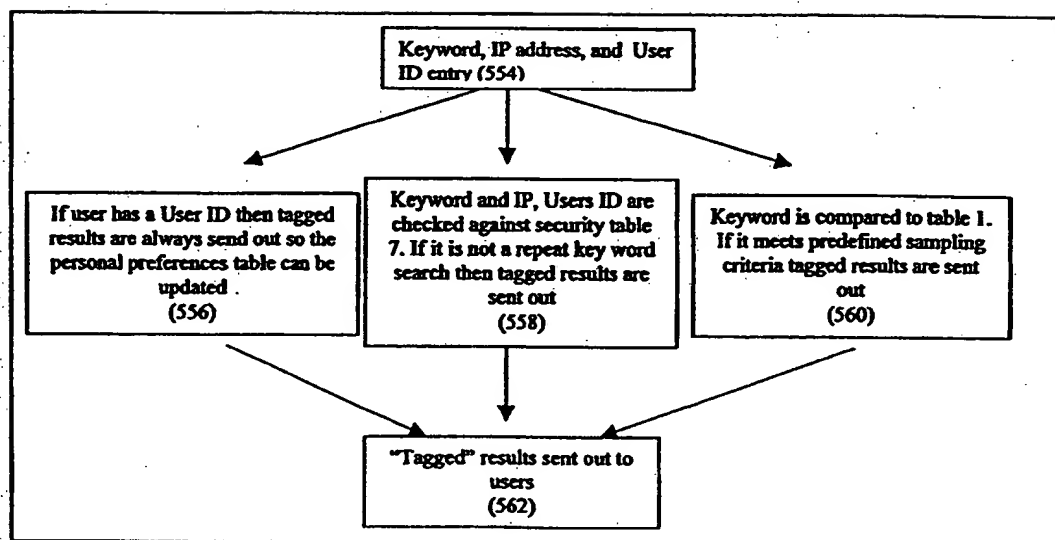 Keyword, IP address, and User
ID entry (554)
If user has a User ID then tagged
results are always send out so the
personal preferences table can be
updated .
(556)
Keyword and IP, Users ID are
checked against security table
7. If it is not a repeat key word
search then tagged results are
sent out
(558)
Keyword is compared to table 1.
If it meets predefined sampling
criteria tagged results are sent
out
(560)
"Tagged" results sent out to
users
(562)